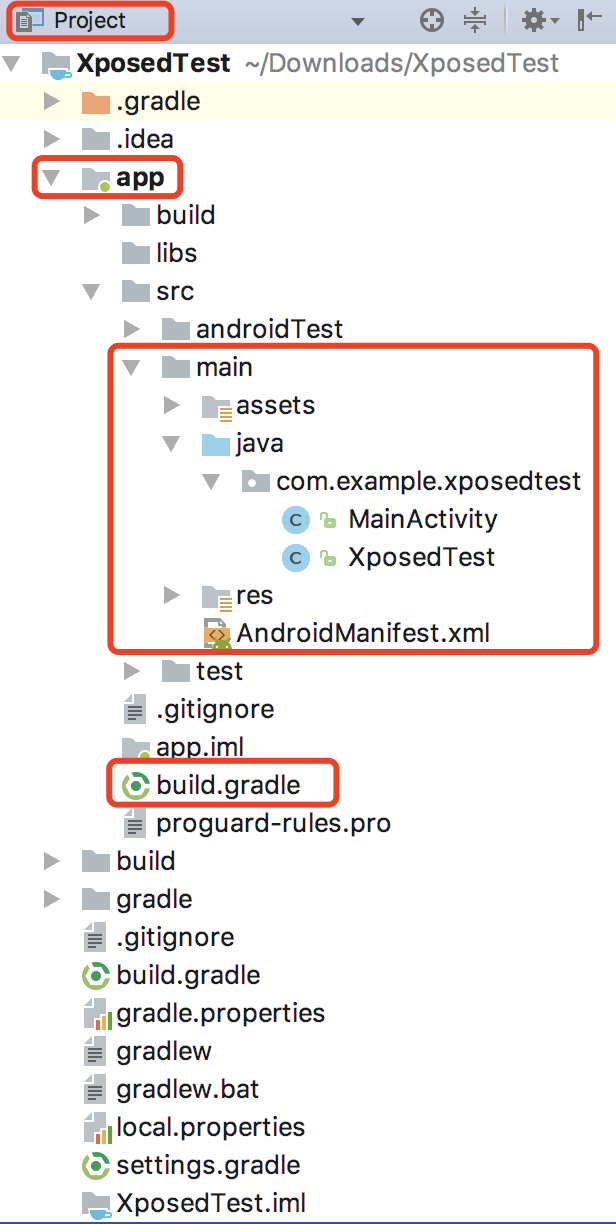 Project
XposedTest ~/Downloads/XposedTest
.gradle
.idea
app
build
libs
src
androidTest
main
assets
java
com.example.xposedtest
C MainActivity
C XposedTest
res
AndroidManifest.xml
test
.gitignore
app.iml
build.gradle
proguard-rules.pro
build
gradle
.gitignore
build.gradle
gradle.properties
gradlew
gradlew.bat
local.properties
settings.gradle
XposedTest.iml